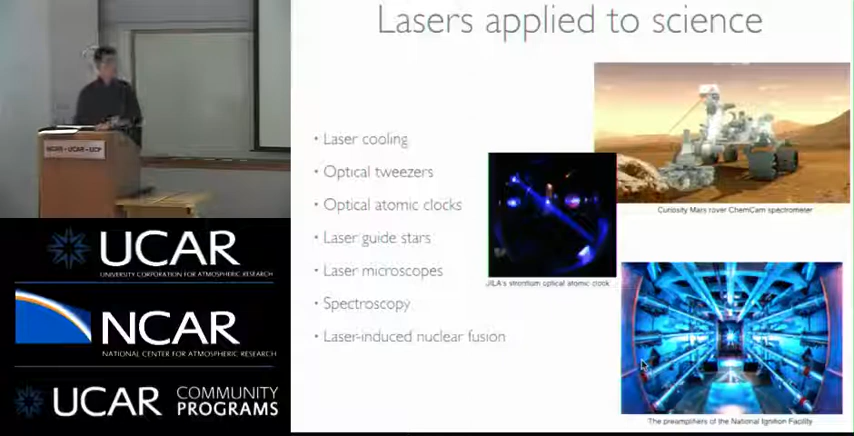 Lasers applied to science
• Laser cooling
• Optical tweezers
• Optical atomic clocks
• Laser guide stars
• Laser microscopes
• Spectroscopy
• Laser-induced nuclear fusion
Curiosity Mars rover ChemCam spectrometer
JILA's strontium optical atomic clock
The preamplifiers of the National Ignition Facility
UCAR
UNIVERSITY CORPORATION FOR ATMOSPHERIC RESEARCH
NCAR
NATIONAL CENTER FOR ATMOSPHERIC RESEARCH
UCAR COMMUNITY
PROGRAMS